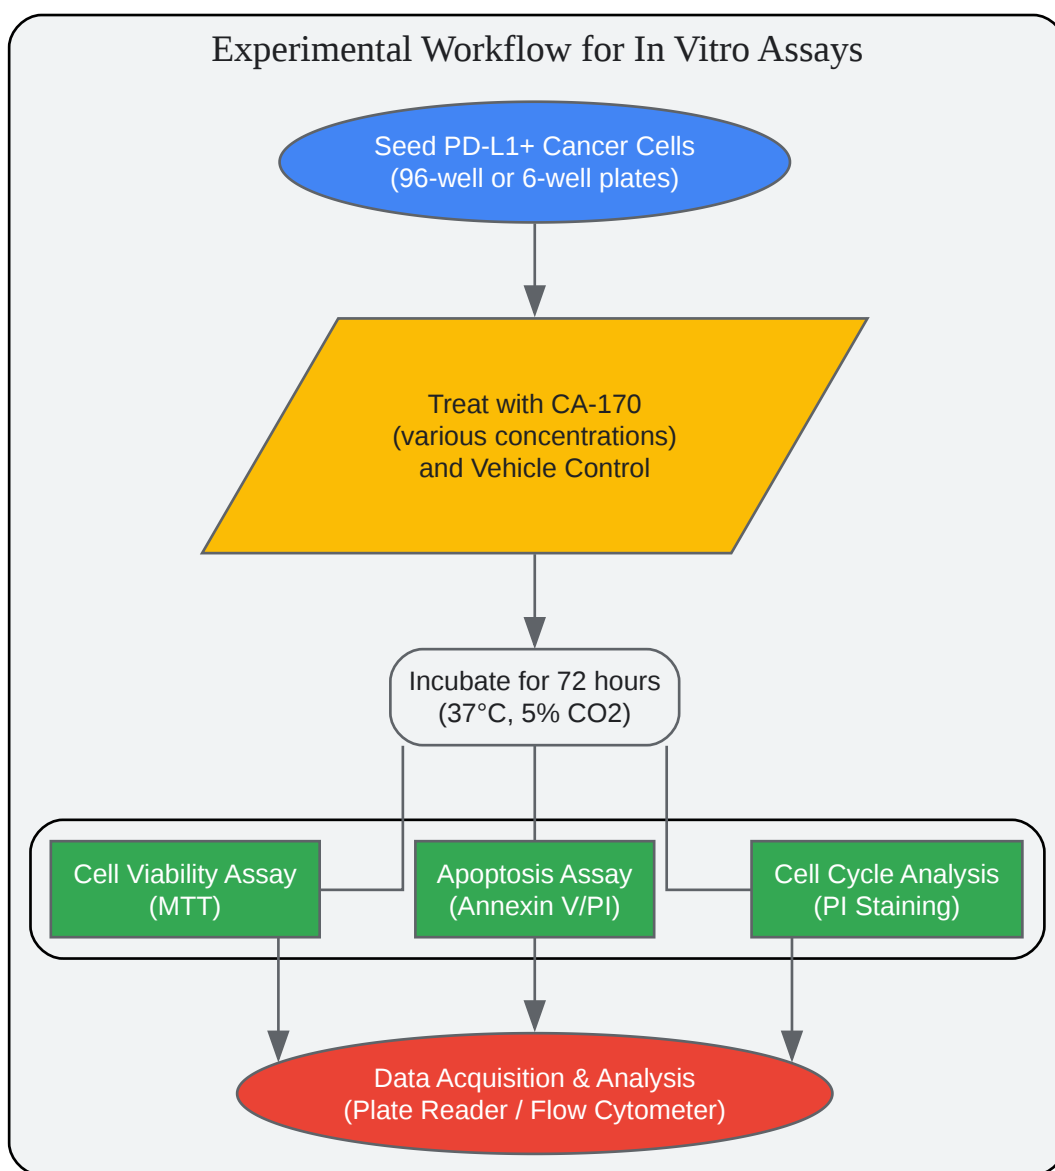 Experimental Workflow for In Vitro Assays
Seed PD-L1+ Cancer Cells
(96-well or 6-well plates)
Treat with CA-170
(various concentrations)
and Vehicle Control
Incubate for 72 hours
(37°C, 5% CO2)
Cell Viability Assay
(MTT)
Apoptosis Assay
(Annexin V/PI)
Cell Cycle Analysis
(PI Staining)
Data Acquisition & Analysis
(Plate Reader / Flow Cytometer)